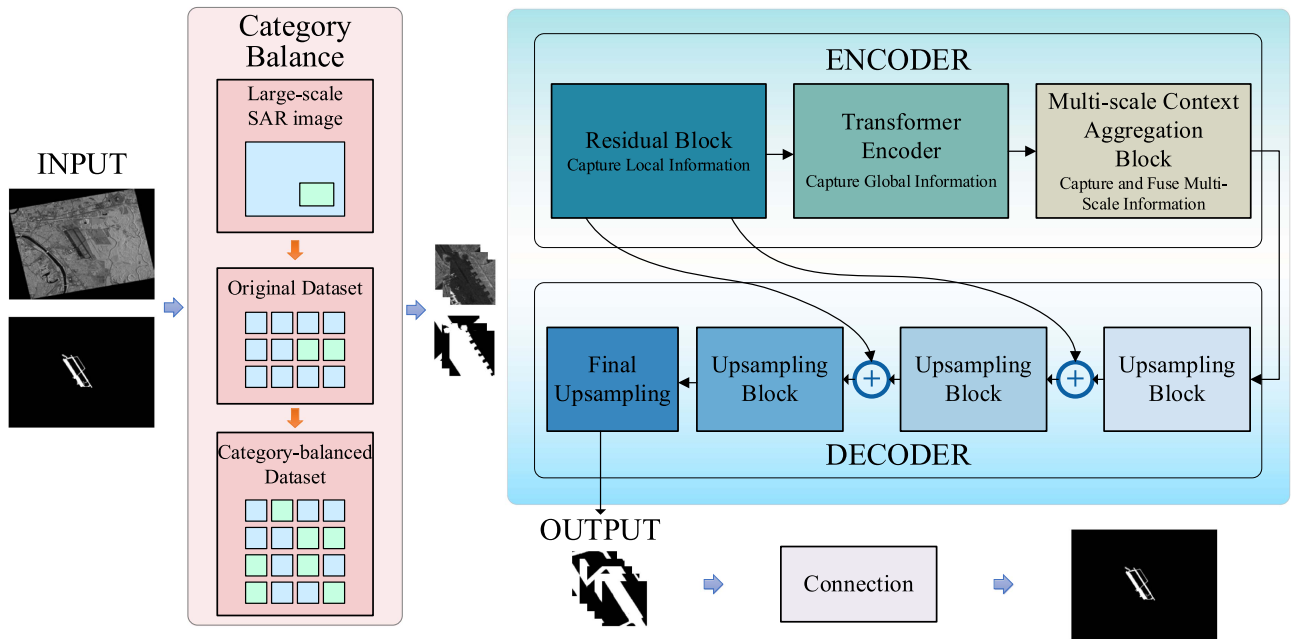 INPUT
Category
Balance
Large-scale
SAR image
Original Dataset
Category-balanced
Dataset
ENCODER
Residual Block
Capture Local Information
Transformer
Encoder
Capture Global Information
Multi-scale Context
Aggregation
Block
Capture and Fuse Multi-
Scale Information
Final
Upsampling
Upsampling
Block
Upsampling
Block
Upsampling
Block
DECODER
OUTPUT
Connection